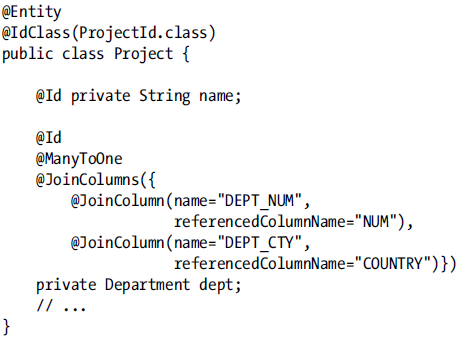 @Entity
@IdClass(ProjectId.class)
public class Project {
    @Id private String name;
    @Id
    @ManyToOne
    @JoinColumns({
        @JoinColumn(name="DEPT_NUM",
                    referencedColumnName="NUM"),
        @JoinColumn(name="DEPT_CTY",
                    referencedColumnName="COUNTRY")})
    private Department dept;
    // ...
}